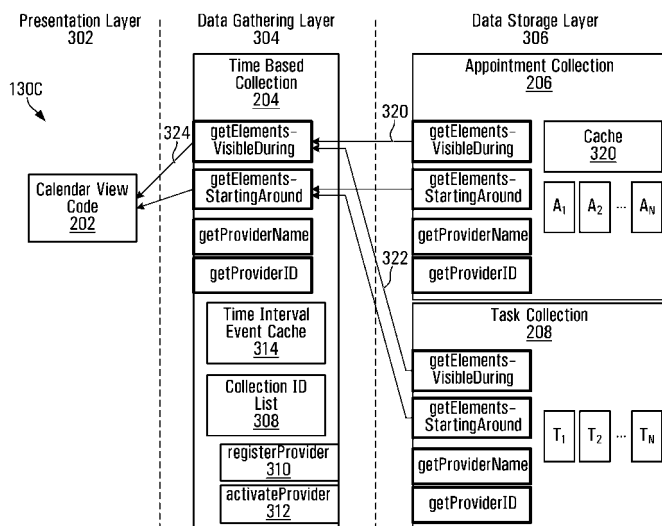 Presentation Layer
302
Data Gathering Layer
304
Data Storage Layer
306
130C
324
Calendar View
Code
202
Time Based
Collection
204
getElements-
VisibleDuring
getElements-
StartingAround
getProviderName
getProviderID
Time Interval
Event Cache
314
Collection ID
List
308
registerProvider
310
activateProvider
312
320
322
Appointment Collection
206
getElements-
VisibleDuring
getElements-
StartingAround
getProviderName
getProviderID
Cache
320
A1 A2 ... AN
Task Collection
208
getElements-
VisibleDuring
getElements-
StartingAround
getProviderName
getProviderID
T1 T2 ... TN